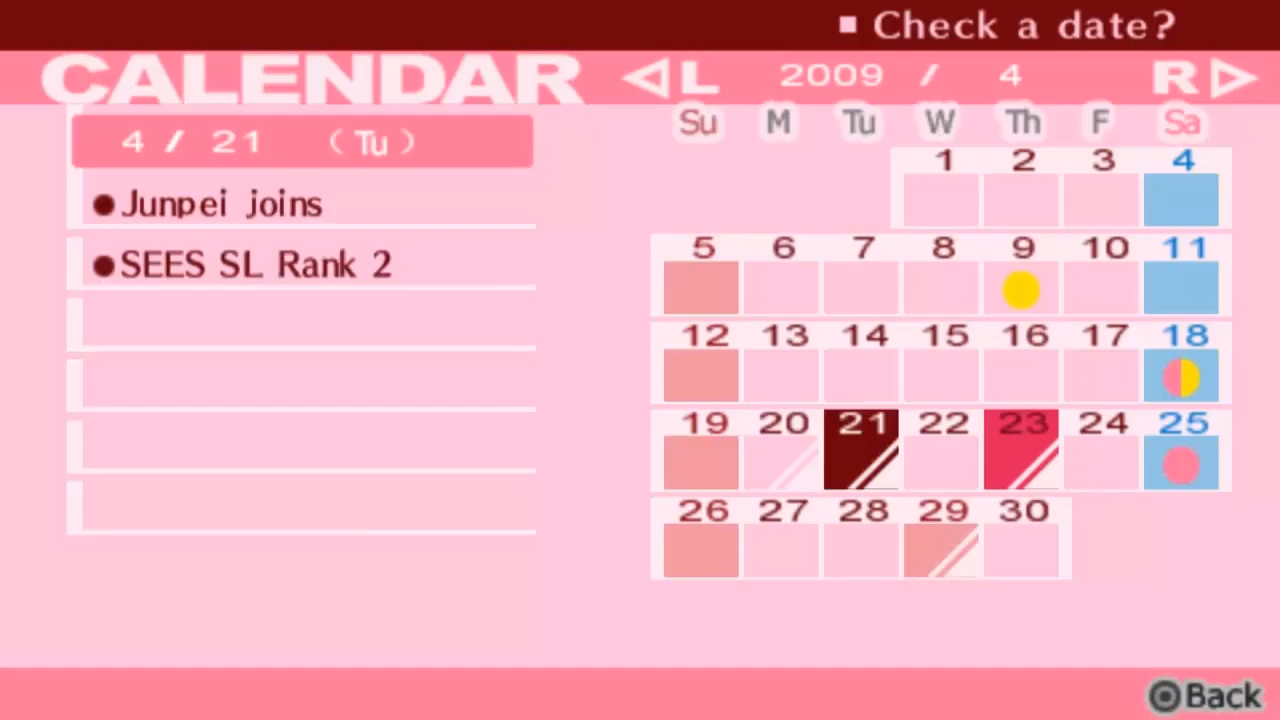 ■ Check a date?
CALENDAR
L 2009 / 4 R
4 / 21 (Tu)
● Junpei joins
● SEES SL Rank 2
Su M Tu W Th F Sa
1 2 3 4
5 6 7 8 9 10 11
12 13 14 15 16 17 18
19 20 21 22 23 24 25
26 27 28 29 30
Back